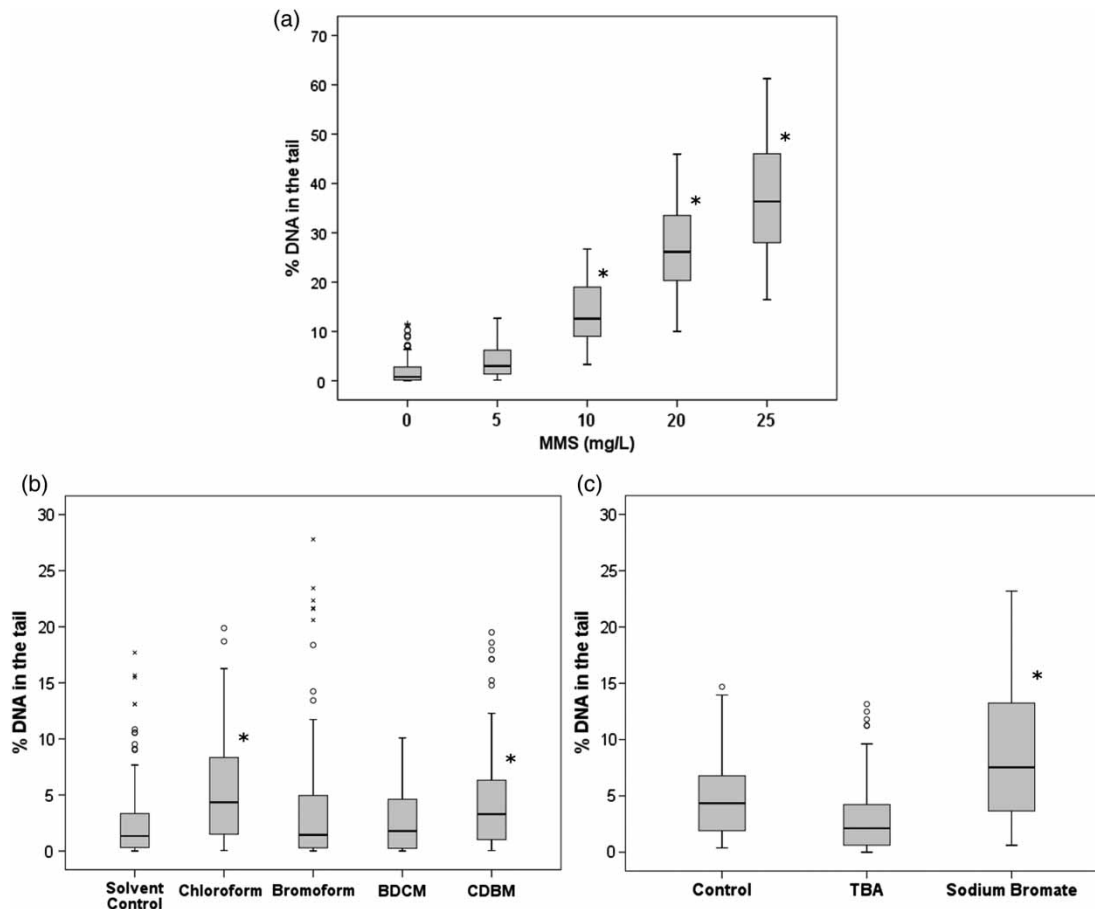 (a)
% DNA in the tail
70
60
50
40
30
20
10
0
*
*
*
0 5 10 20 25
MMS (mg/L)
(b)
% DNA in the tail
30
25
20
15
10
5
0
*
*
Solvent Control
Chloroform
Bromoform
BDCM
CDBM
(c)
% DNA in the tail
30
25
20
15
10
5
0
*
Control
TBA
Sodium Bromate